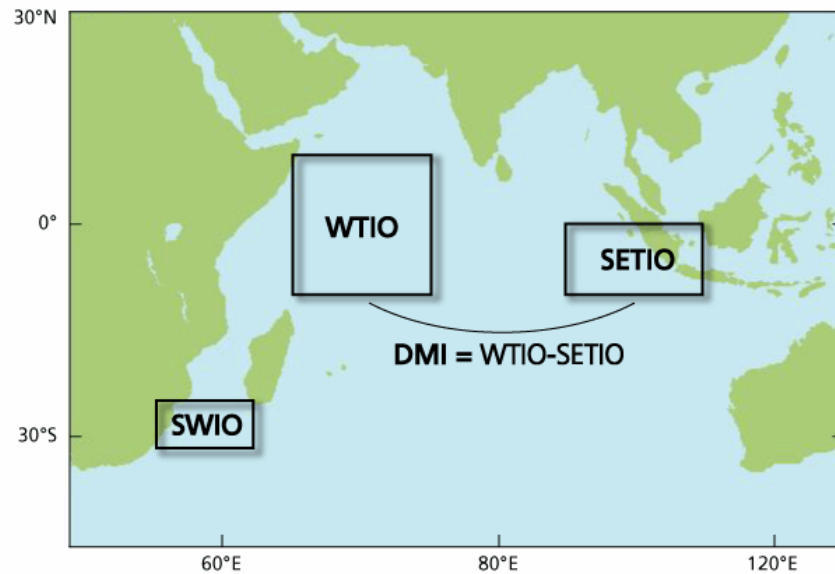 30°N
WTIO
0°
SETIO
DMI = WTIO-SETIO
SWIO
30°S
60°E
80°E
120°E